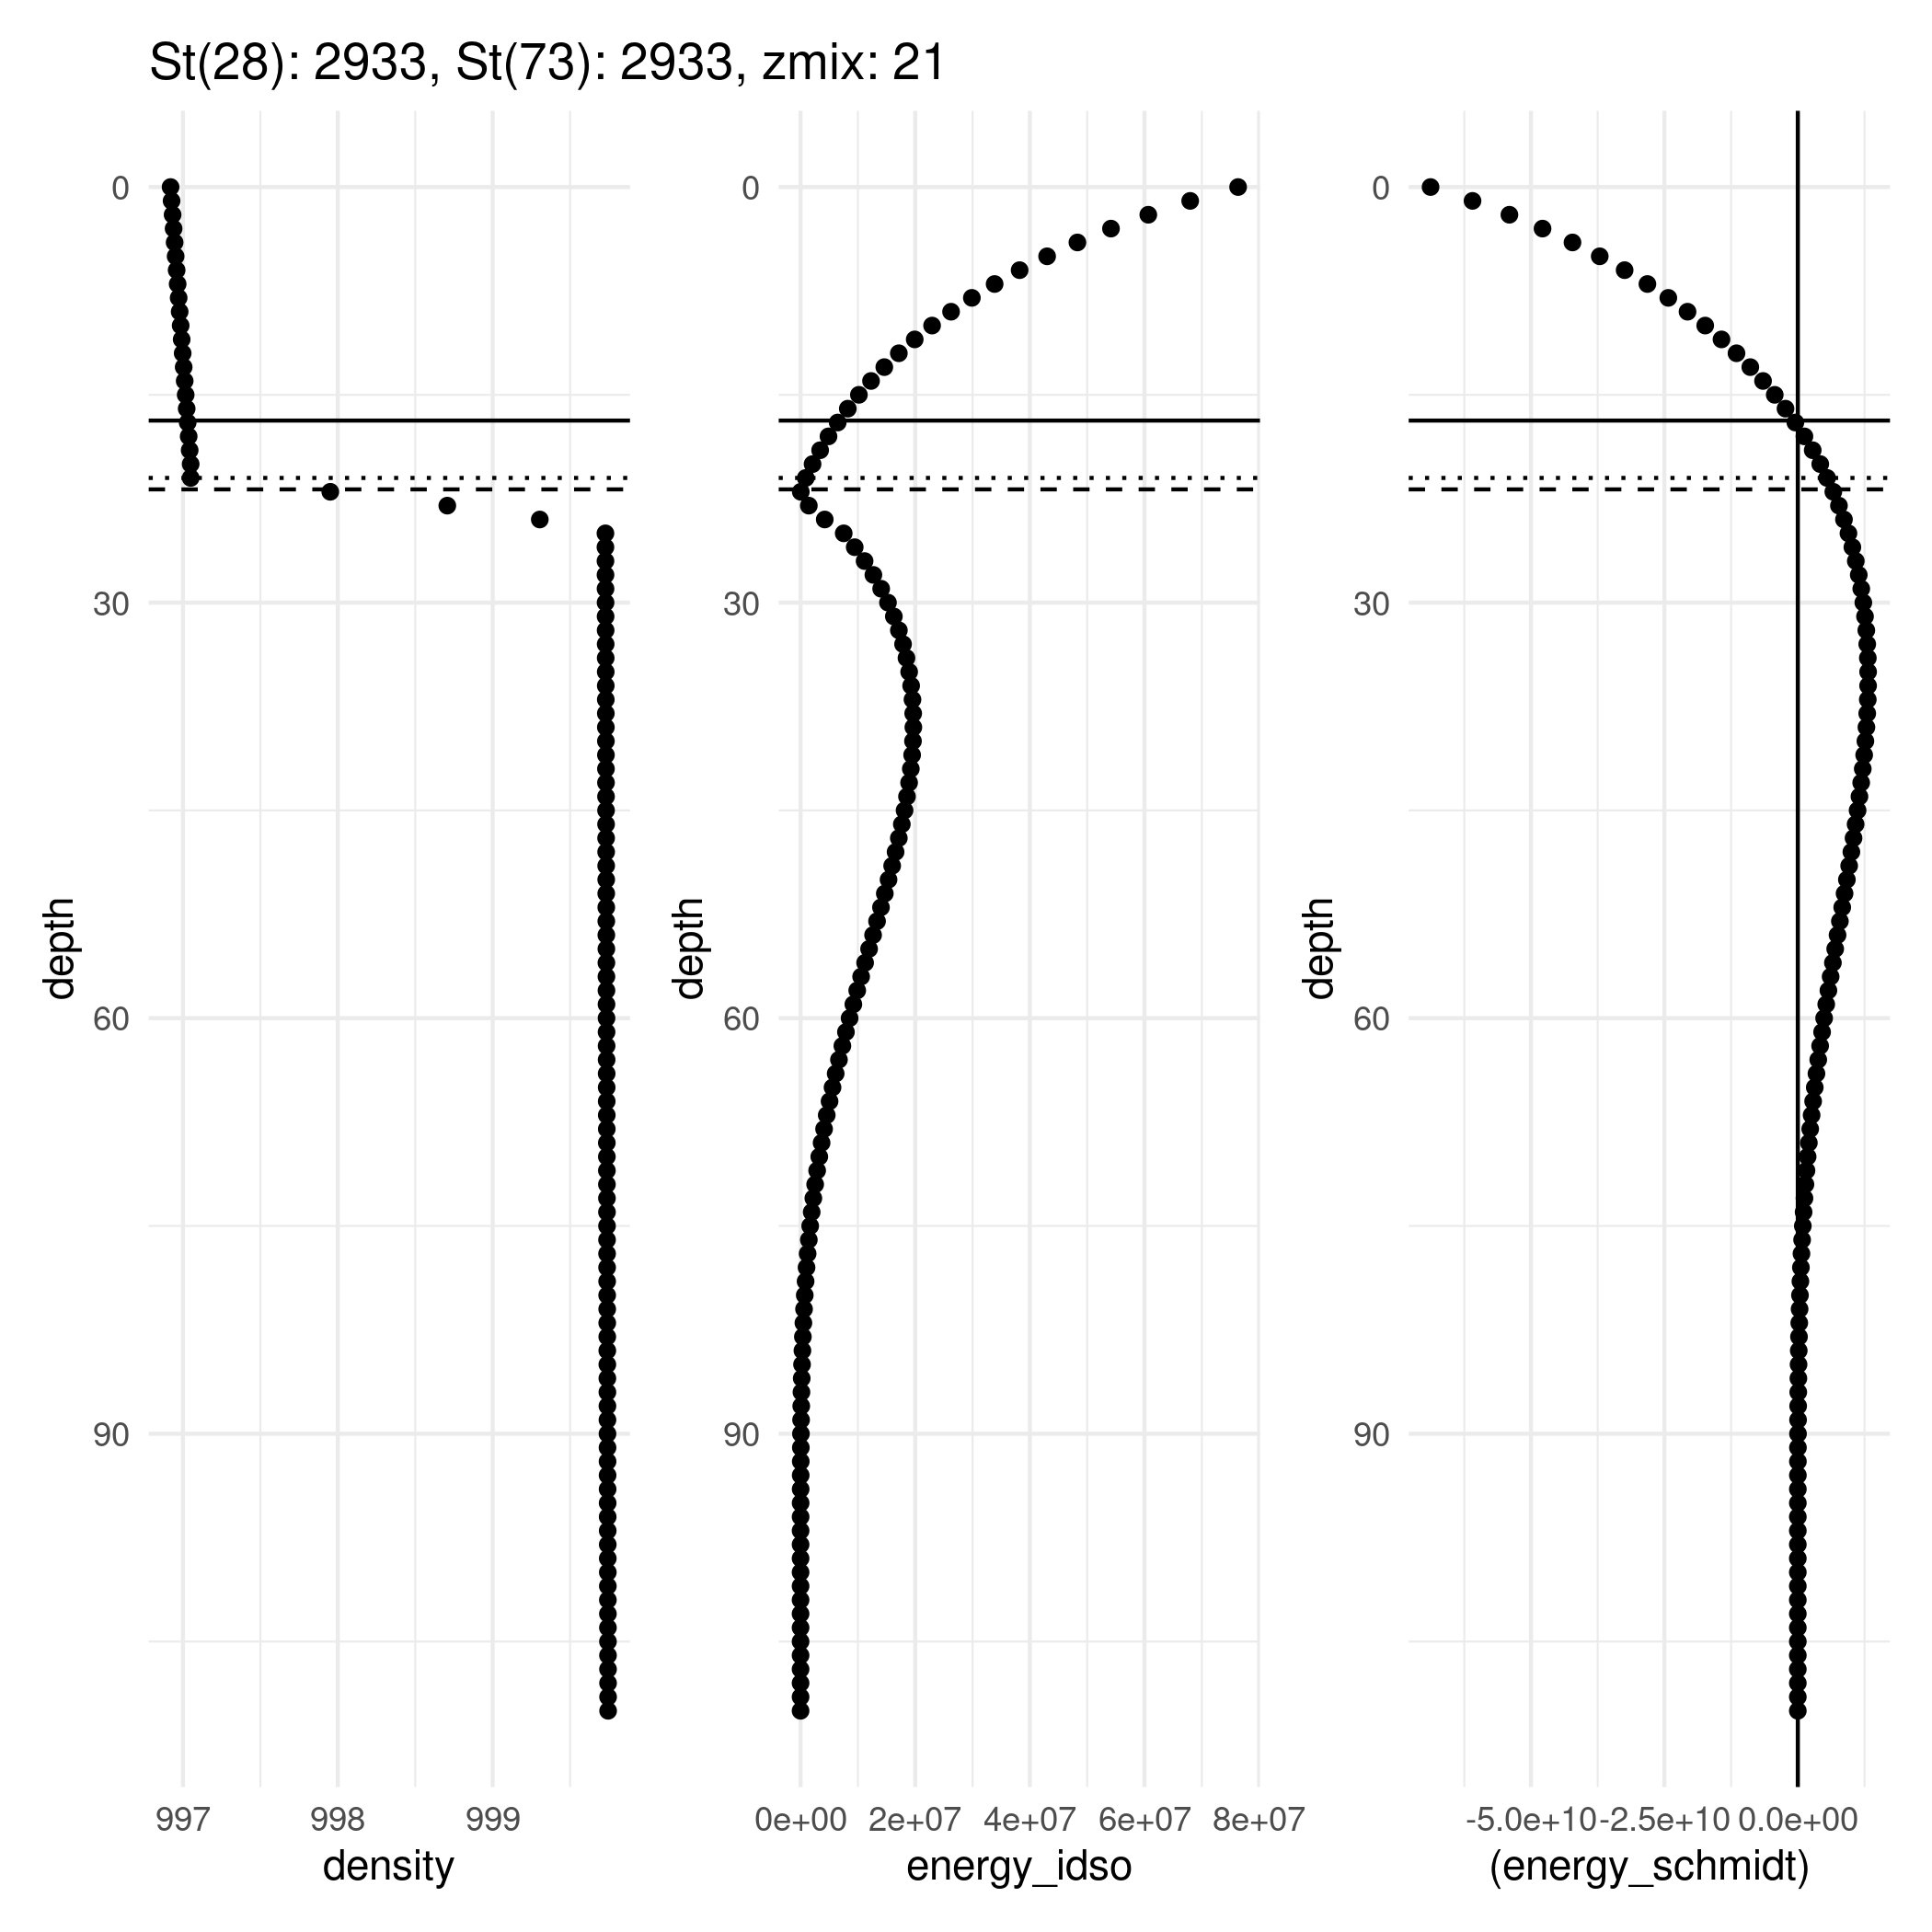 St(28): 2933, St(73): 2933, zmix: 21
depth
0
30
60
90
997
998
999
density
depth
0
30
60
90
0e+00
2e+07
4e+07
6e+07
8e+07
energy_idso
depth
0
30
60
90
-5.0e+10
-2.5e+10
0.0e+00
(energy_schmidt)